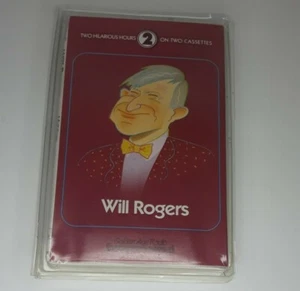 TWO HILARIOUS HOURS 2 ON TWO CASSETTES
Will Rogers